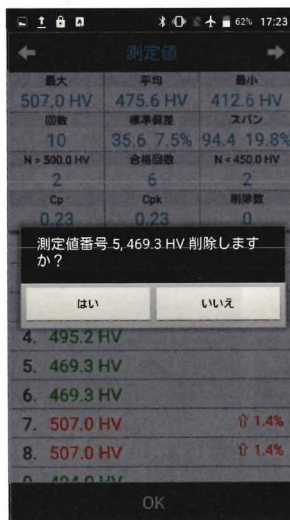 62% 17:23
測定値
最大 平均 最小
507.0 HV 475.6 HV 412.6 HV
回数 標準偏差 スパン
10 35.6 7.5% 94.4 19.8%
N > 500.0 HV 合格回数 N < 450.0 HV
2 6 2
Cp Cpk 削除数
0.23 0.23 0
測定値番号 5, 469.3 HV 削除します
か？
はい いいえ
4. 495.2 HV
5. 469.3 HV
6. 469.3 HV
7. 507.0 HV ⇧ 1.4%
8. 507.0 HV ⇧ 1.4%
OK